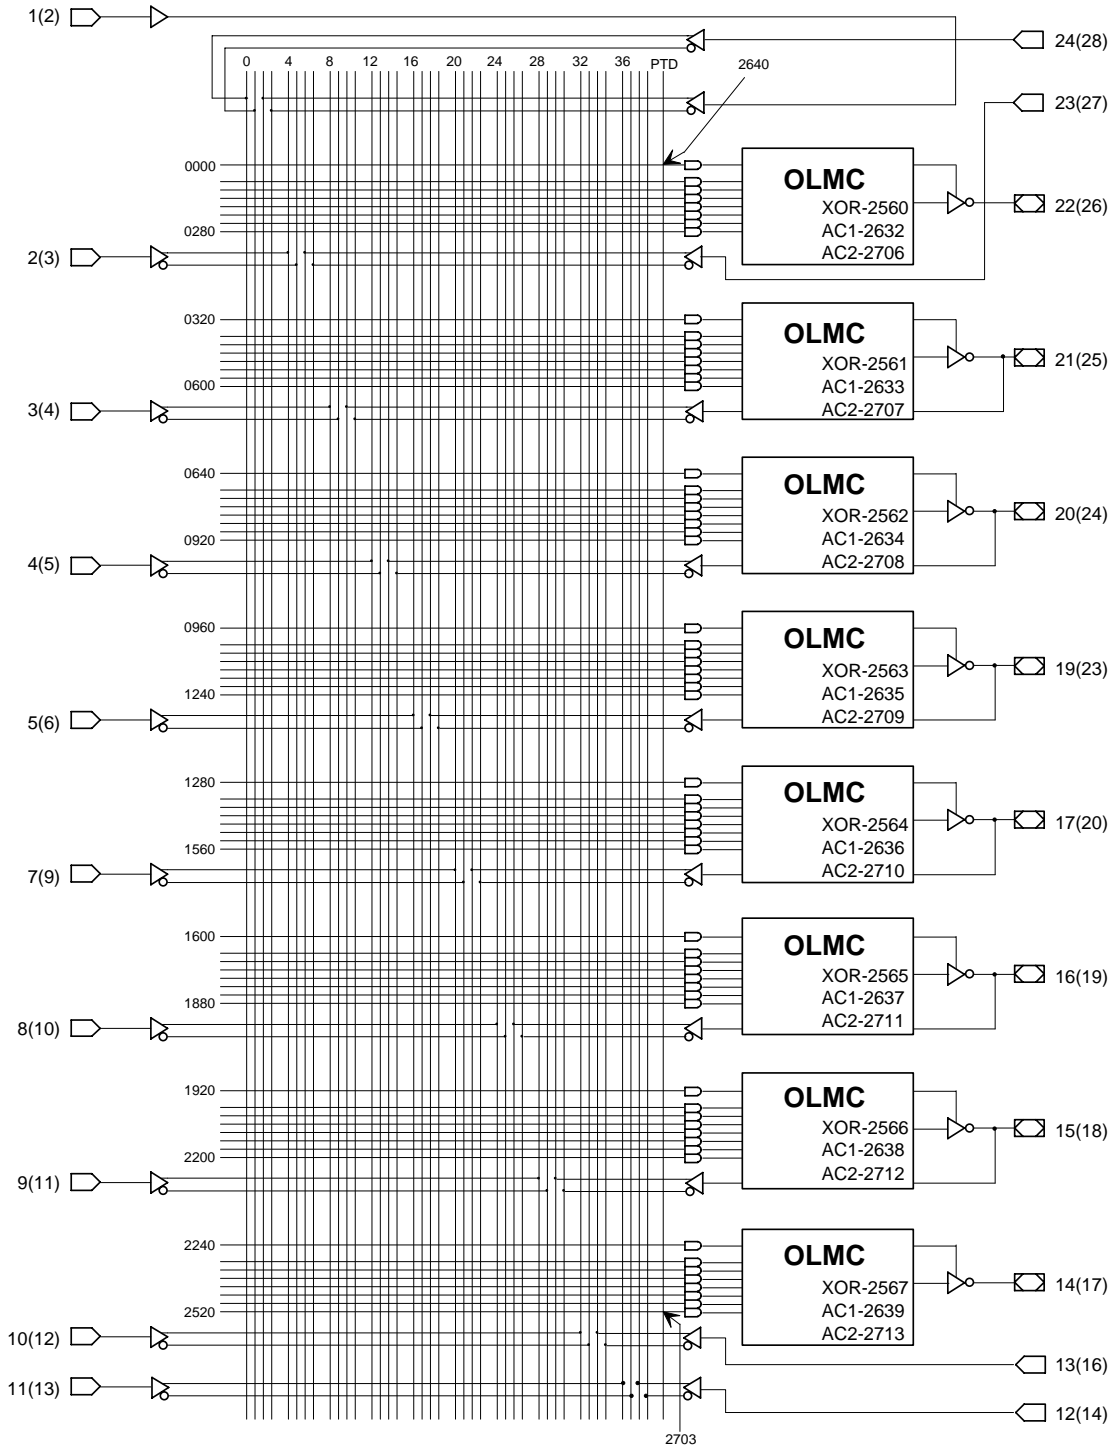 1(2)
24(28)
0 4 8 12 16 20 24 28 32 36 PTD
2640
23(27)
0000
OLMC
XOR-2560
AC1-2632
AC2-2706
22(26)
0280
2(3)
0320
OLMC
XOR-2561
AC1-2633
AC2-2707
21(25)
0600
3(4)
0640
OLMC
XOR-2562
AC1-2634
AC2-2708
20(24)
0920
4(5)
0960
OLMC
XOR-2563
AC1-2635
AC2-2709
19(23)
1240
5(6)
1280
OLMC
XOR-2564
AC1-2636
AC2-2710
17(20)
1560
7(9)
1600
OLMC
XOR-2565
AC1-2637
AC2-2711
16(19)
1880
8(10)
1920
OLMC
XOR-2566
AC1-2638
AC2-2712
15(18)
2200
9(11)
2240
OLMC
XOR-2567
AC1-2639
AC2-2713
14(17)
2520
10(12)
13(16)
11(13)
12(14)
2703